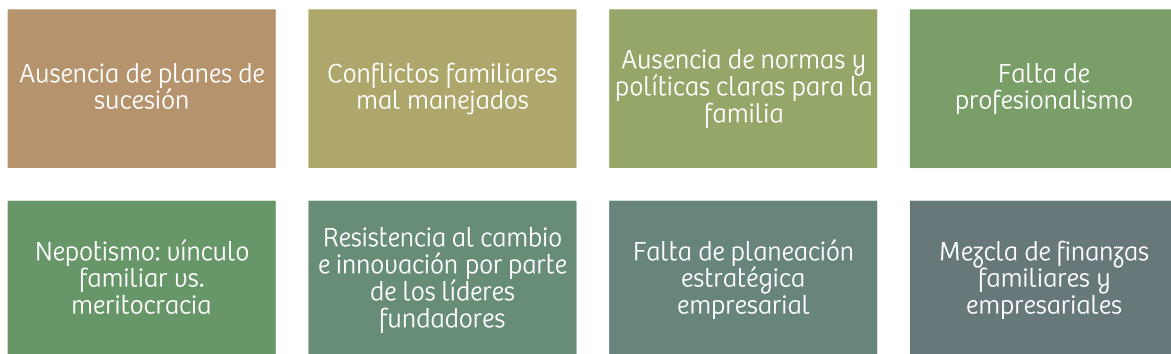 Ausencia de planes de
sucesión
Conflictos familiares
mal manejados
Ausencia de normas y
políticas claras para la
familia
Falta de
profesionalismo
Nepotismo: vínculo
familiar vs.
meritocracia
Resistencia al cambio
e innovación por parte
de los líderes
fundadores
Falta de planeación
estratégica
empresarial
Mezcla de finanzas
familiares y
empresariales